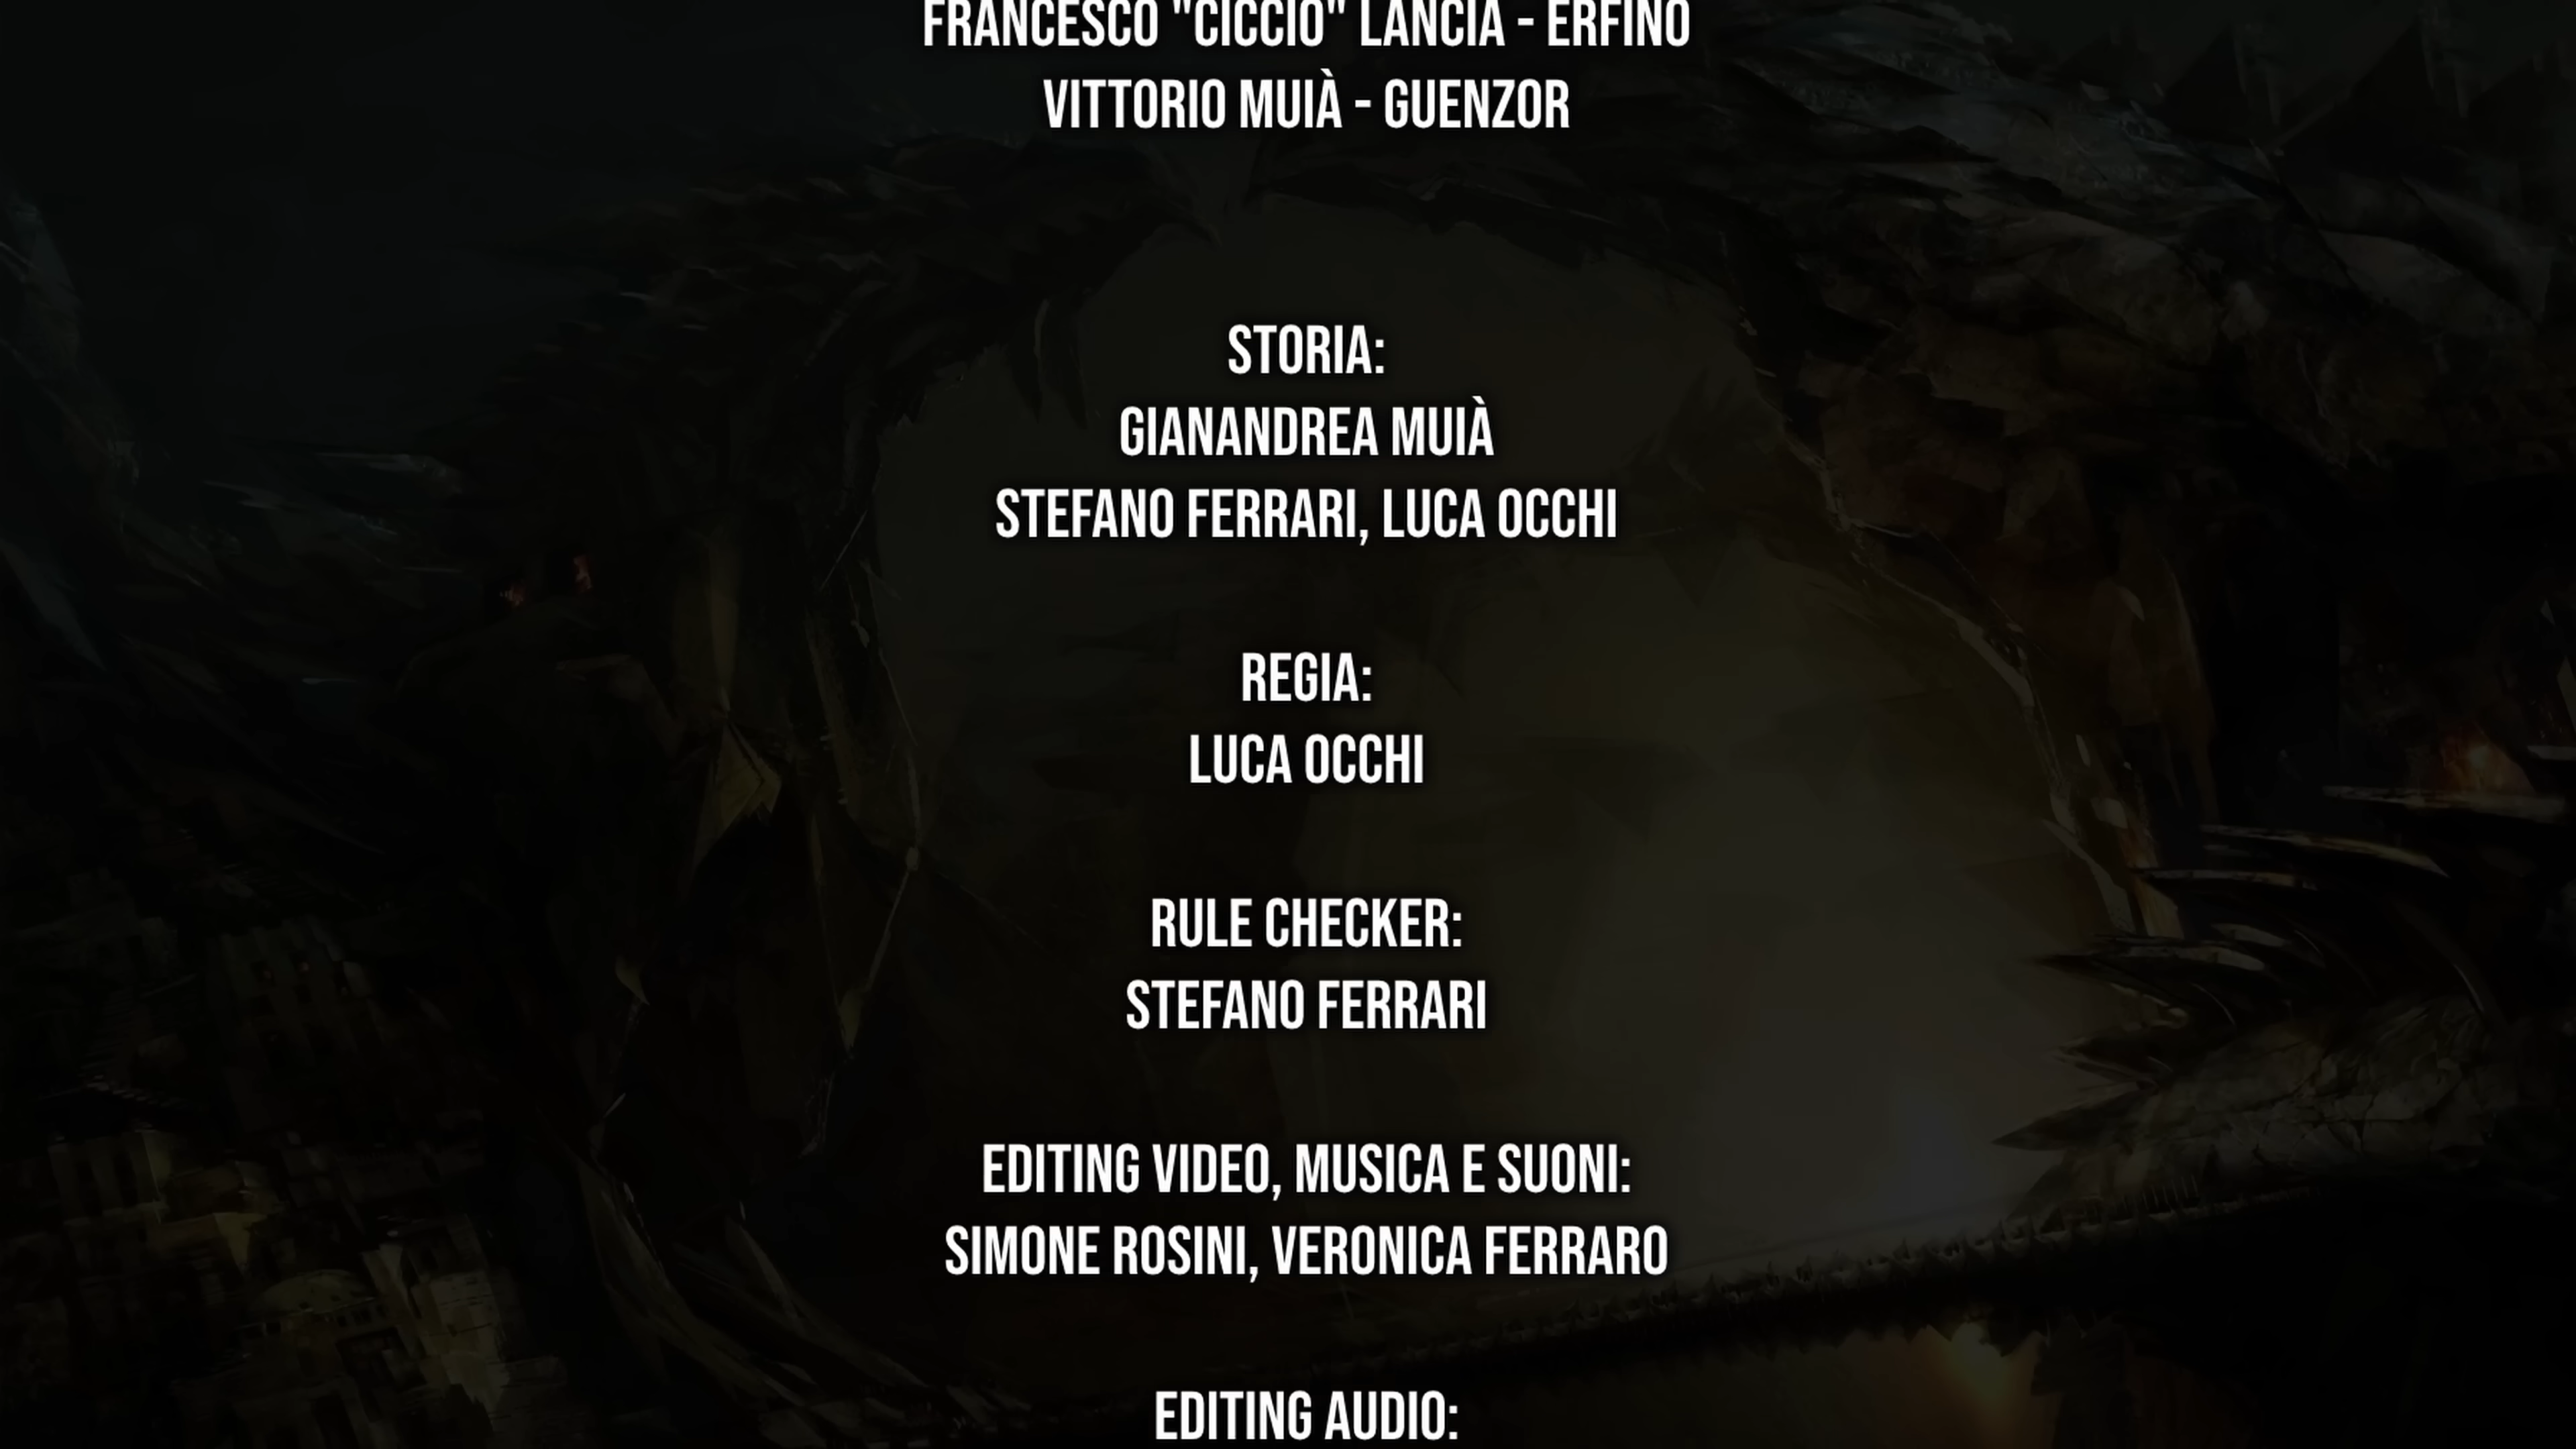 FRANCESCO "CICCIO" LANCIA - ERFINO
VITTORIO MUIÀ - GUENZOR
STORIA:
GIANANDREA MUIÀ
STEFANO FERRARI, LUCA OCCHI
REGIA:
LUCA OCCHI
RULE CHECKER:
STEFANO FERRARI
EDITING VIDEO, MUSICA E SUONI:
SIMONE ROSINI, VERONICA FERRARO
EDITING AUDIO: